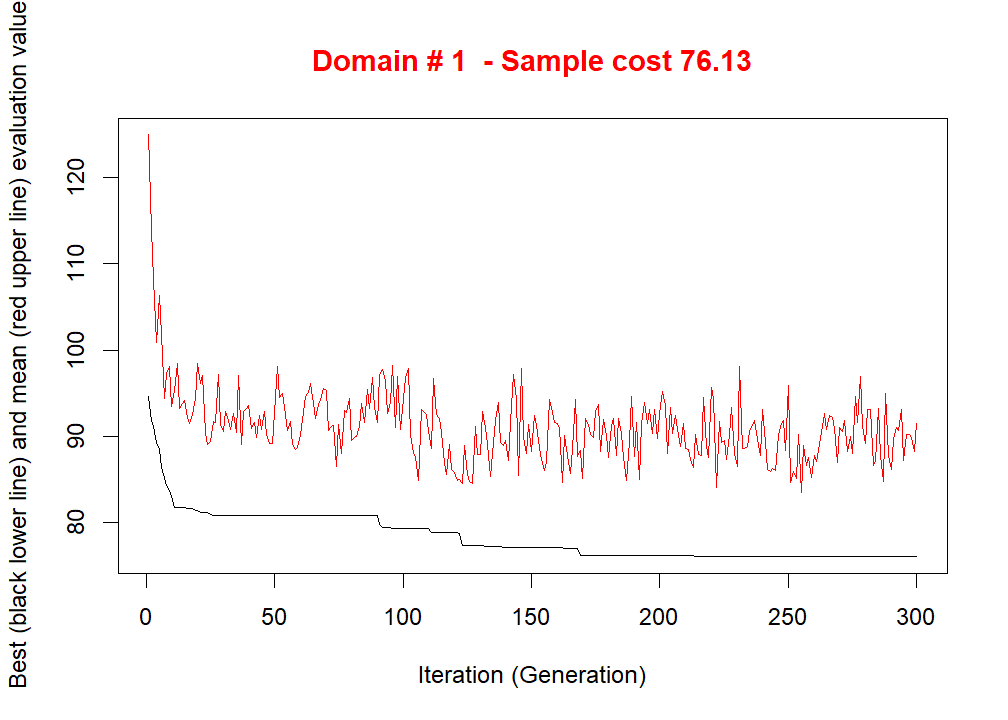 Domain # 1  - Sample cost 76.13
Best (black lower line) and mean (red upper line) evaluation value
120
110
100
90
80
0 50 100 150 200 250 300
Iteration (Generation)